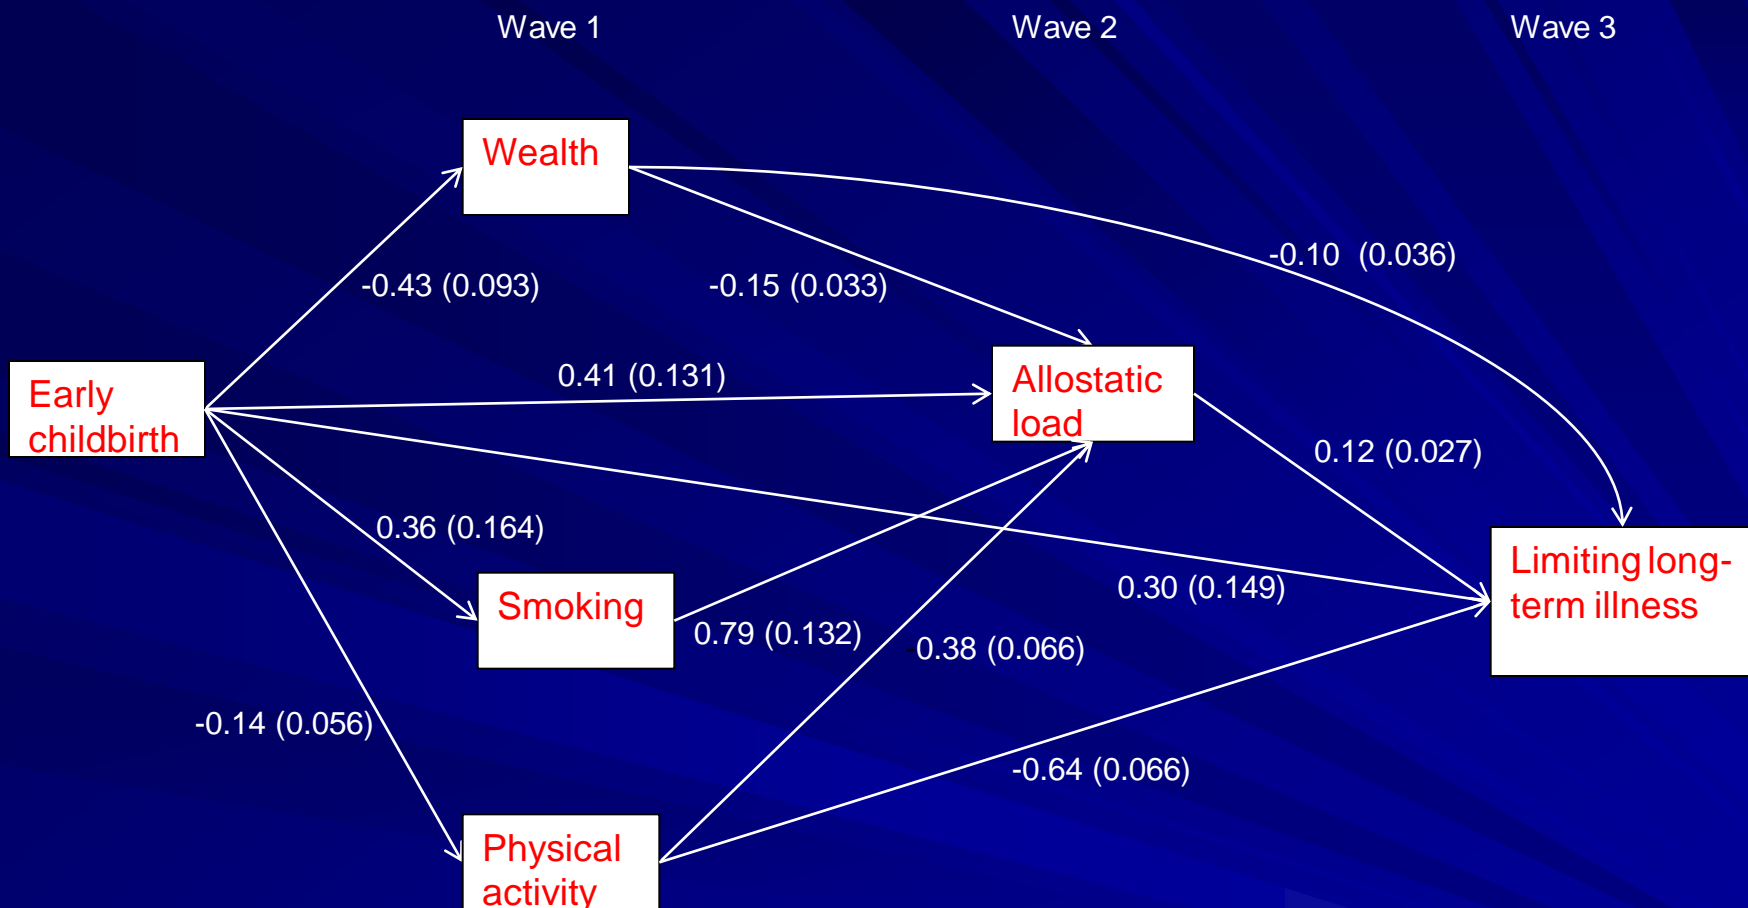 Wave 1
Wave 2
Wave 3
Wealth
-0.10 (0.036)
-0.43 (0.093)
-0.15 (0.033)
0.41 (0.131)
Early
childbirth
Allostatic
load
0.12 (0.027)
0.36 (0.164)
Limiting long-
term illness
0.30 (0.149)
Smoking
0.79 (0.132)
0.38 (0.066)
-0.14 (0.056)
-0.64 (0.066)
Physical
activity